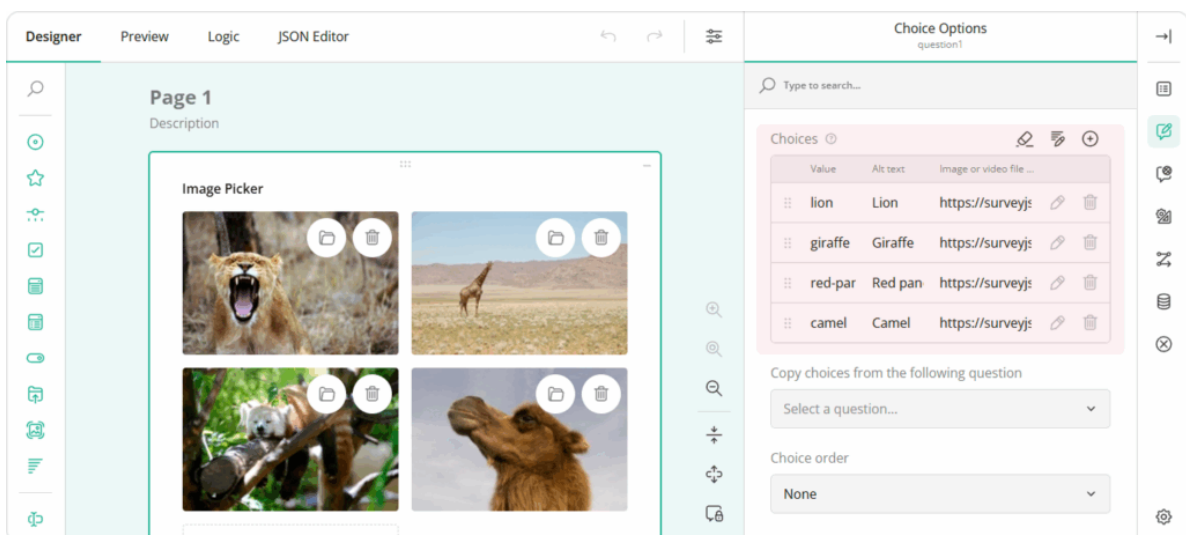 Designer
Preview
Logic
JSON Editor
Page 1
Description
Image Picker
Choice Options
question1
Type to search...
Choices
Value Alt text Image or video file ...
lion Lion https://surveyjs
giraffe Giraffe https://surveyjs
red-par Red pan https://surveyjs
camel Camel https://surveyjs
Copy choices from the following question
Select a question...
Choice order
None